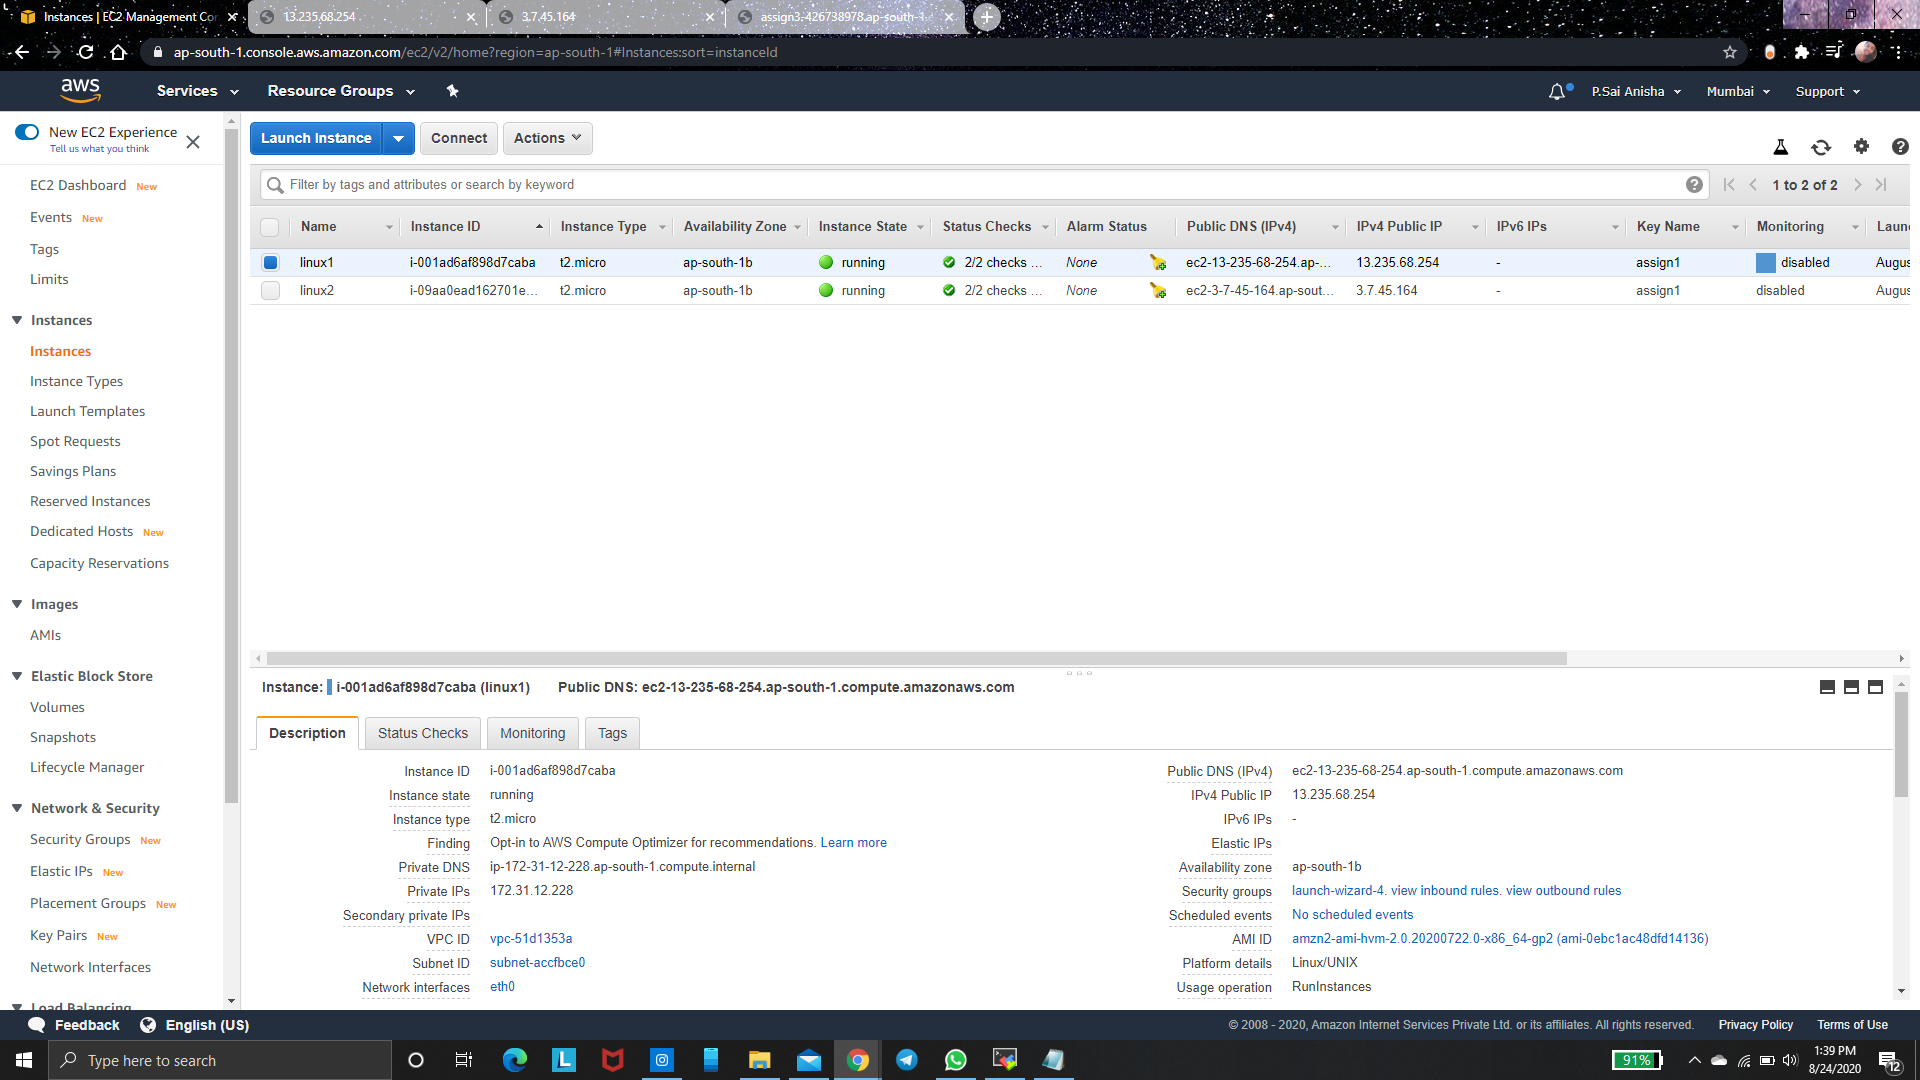 Instances | EC2 Management Co
13.235.68.254
3.7.45.164
assign3-426738978.ap-south-1.
ap-south-1.console.aws.amazon.com/ec2/v2/home?region=ap-south-1#Instances:sort=instanceId
aws
Services
Resource Groups
P.Sai Anisha
Mumbai
Support
New EC2 Experience
Tell us what you think
EC2 Dashboard New
Events New
Tags
Limits
Instances
Instances
Instance Types
Launch Templates
Spot Requests
Savings Plans
Reserved Instances
Dedicated Hosts New
Capacity Reservations
Images
AMIs
Elastic Block Store
Volumes
Snapshots
Lifecycle Manager
Network & Security
Security Groups New
Elastic IPs New
Placement Groups New
Key Pairs New
Network Interfaces
Load Balancing
Launch Instance
Connect
Actions
Filter by tags and attributes or search by keyword
1 to 2 of 2
Name Instance ID Instance Type Availability Zone Instance State Status Checks Alarm Status Public DNS (IPv4) IPv4 Public IP IPv6 IPs Key Name Monitoring Laun
linux1 i-001ad6af898d7caba t2.micro ap-south-1b running 2/2 checks ... None ec2-13-235-68-254.ap-... 13.235.68.254 - assign1 disabled Augus
linux2 i-09aa0ead162701e... t2.micro ap-south-1b running 2/2 checks ... None ec2-3-7-45-164.ap-sout... 3.7.45.164 - assign1 disabled Augus
Instance: i-001ad6af898d7caba (linux1) Public DNS: ec2-13-235-68-254.ap-south-1.compute.amazonaws.com
Description
Status Checks
Monitoring
Tags
Instance ID i-001ad6af898d7caba
Instance state running
Instance type t2.micro
Finding Opt-in to AWS Compute Optimizer for recommendations. Learn more
Private DNS ip-172-31-12-228.ap-south-1.compute.internal
Private IPs 172.31.12.228
Secondary private IPs
VPC ID vpc-51d1353a
Subnet ID subnet-accfbce0
Network interfaces eth0
Public DNS (IPv4) ec2-13-235-68-254.ap-south-1.compute.amazonaws.com
IPv4 Public IP 13.235.68.254
IPv6 IPs -
Elastic IPs
Availability zone ap-south-1b
Security groups launch-wizard-4. view inbound rules. view outbound rules
Scheduled events No scheduled events
AMI ID amzn2-ami-hvm-2.0.20200722.0-x86_64-gp2 (ami-0ebc1ac48dfd14136)
Platform details Linux/UNIX
Usage operation RunInstances
Feedback
English (US)
© 2008 - 2020, Amazon Internet Services Private Ltd. or its affiliates. All rights reserved.
Privacy Policy
Terms of Use
Type here to search
91%
1:39 PM
8/24/2020
12